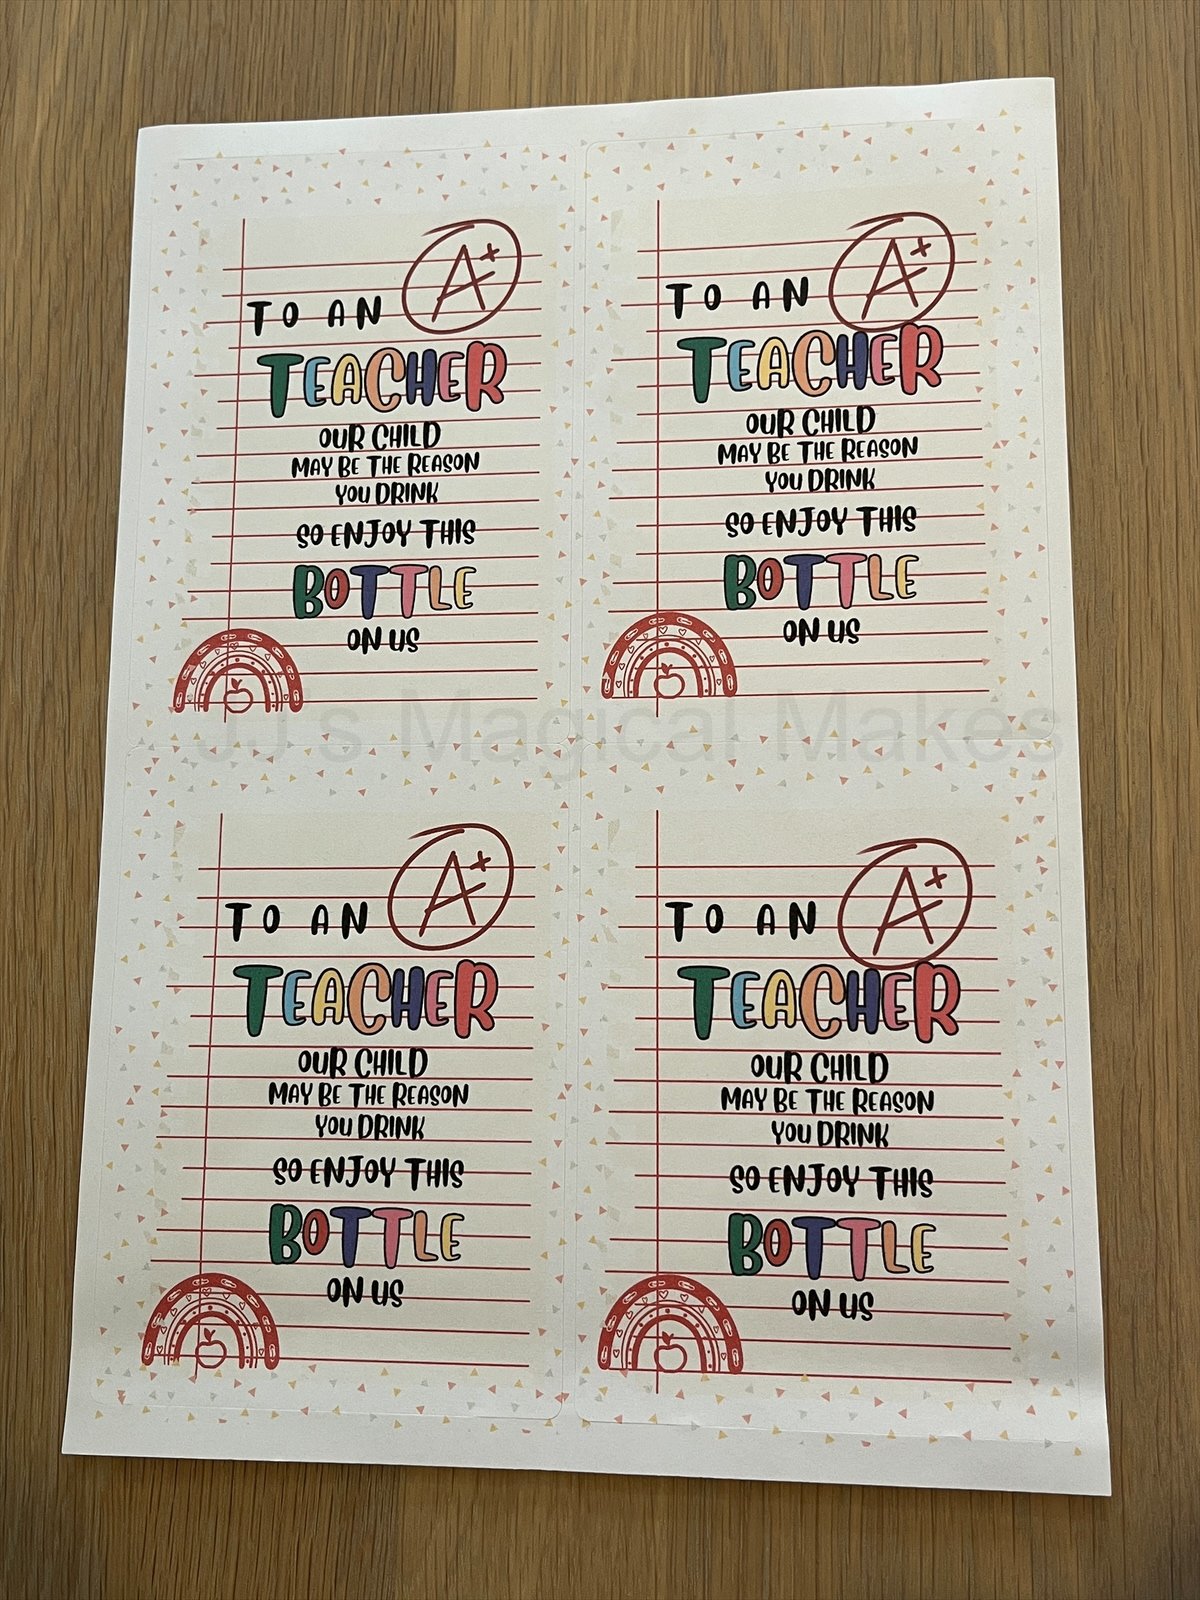 TO AN A+
TEACHER
OUR CHILD
MAY BE THE REASON
YOU DRINK
SO ENJOY THIS
BOTTLE
ON US
TO AN A+
TEACHER
OUR CHILD
MAY BE THE REASON
YOU DRINK
SO ENJOY THIS
BOTTLE
ON US
JJ's Magical Makes
TO AN A+
TEACHER
OUR CHILD
MAY BE THE REASON
YOU DRINK
SO ENJOY THIS
BOTTLE
ON US
TO AN A+
TEACHER
OUR CHILD
MAY BE THE REASON
YOU DRINK
SO ENJOY THIS
BOTTLE
ON US